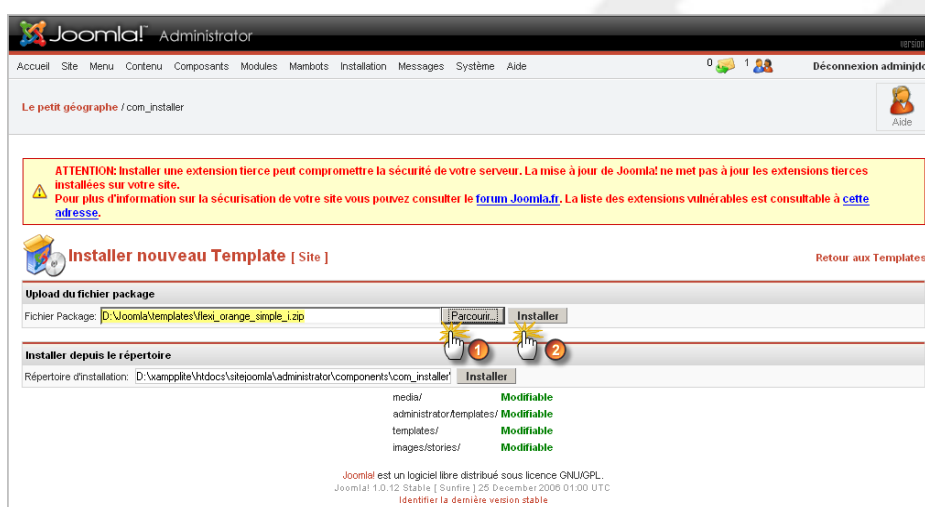 Joomla! Administrator
version
Accueil Site Menu Contenu Composants Modules Mambots Installation Messages Système Aide 0 1 Déconnexion adminjdc
Le petit géographe / com_installer
Aide
ATTENTION: Installer une extension tierce peut compromettre la sécurité de votre serveur. La mise à jour de Joomla! ne met pas à jour les extensions tierces
installées sur votre site.
Pour plus d'information sur la sécurisation de votre site vous pouvez consulter le forum Joomla.fr. La liste des extensions vulnérables est consultable à cette
adresse.
Installer nouveau Template [ Site ]
Retour aux Templates
Upload du fichier package
Fichier Package: D:\Joomla\templates\flexi_orange_simple_i.zip Parcourir... Installer
1 2
Installer depuis le répertoire
Répertoire d'installation: D:\xampplite\htdocs\sitejoomla\administrator\components\com_installer\ Installer
media/ Modifiable
administrator/templates/ Modifiable
templates/ Modifiable
images/stories/ Modifiable
Joomla! est un logiciel libre distribué sous licence GNU/GPL.
Joomla! 1.0.12 Stable [ Sunfire ] 25 December 2006 01:00 UTC
Identifier la dernière version stable